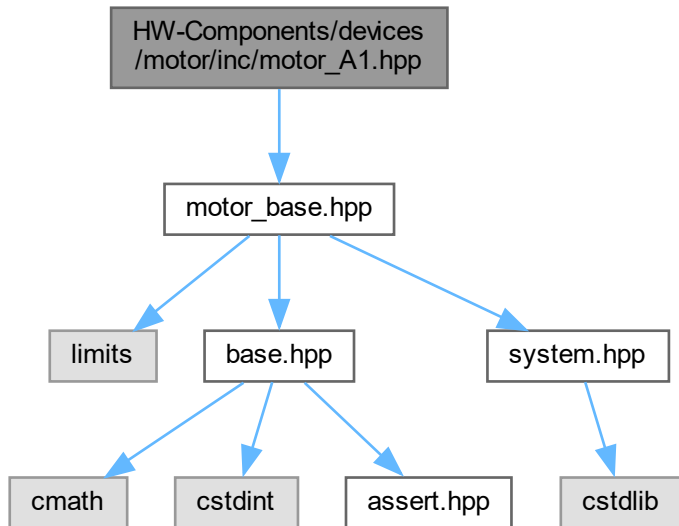 HW-Components/devices
/motor/inc/motor_A1.hpp
motor_base.hpp
limits
base.hpp
system.hpp
cmath
cstdint
assert.hpp
cstdlib